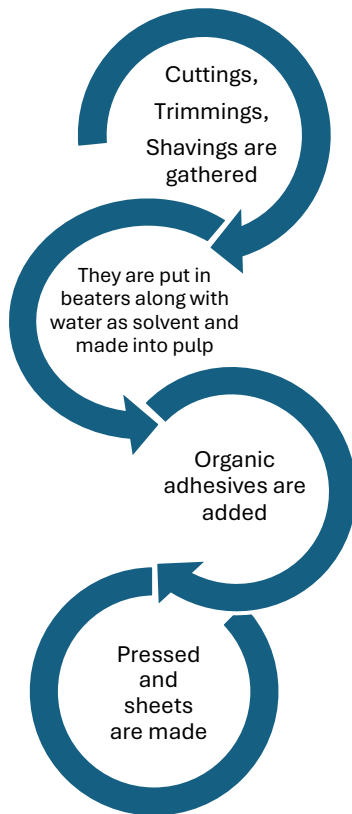 Cuttings,
Trimmings,
Shavings are
gathered
They are put in
beaters along with
water as solvent and
made into pulp
Organic
adhesives are
added
Pressed
and
sheets
are made